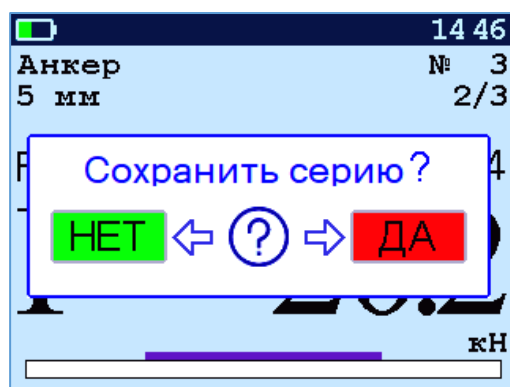 14 46
Анкер № 3
5 мм 2/3
Сохранить серию?
НЕТ ? ДА
кН